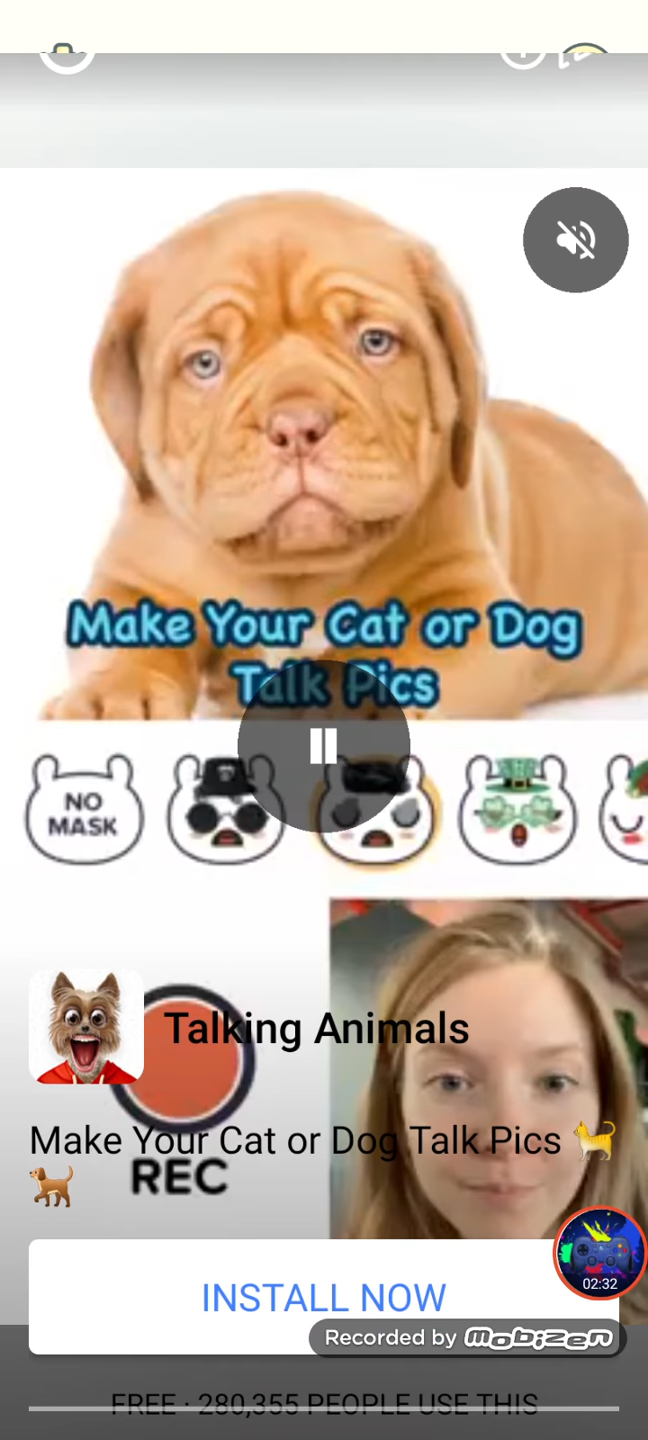 Make Your Cat or Dog
Talk Pics
NO
MASK
Talking Animals
Make Your Cat or Dog Talk Pics 🐈
🐕
REC
INSTALL NOW
02:32
Recorded by mobizen
FREE · 280,355 PEOPLE USE THIS